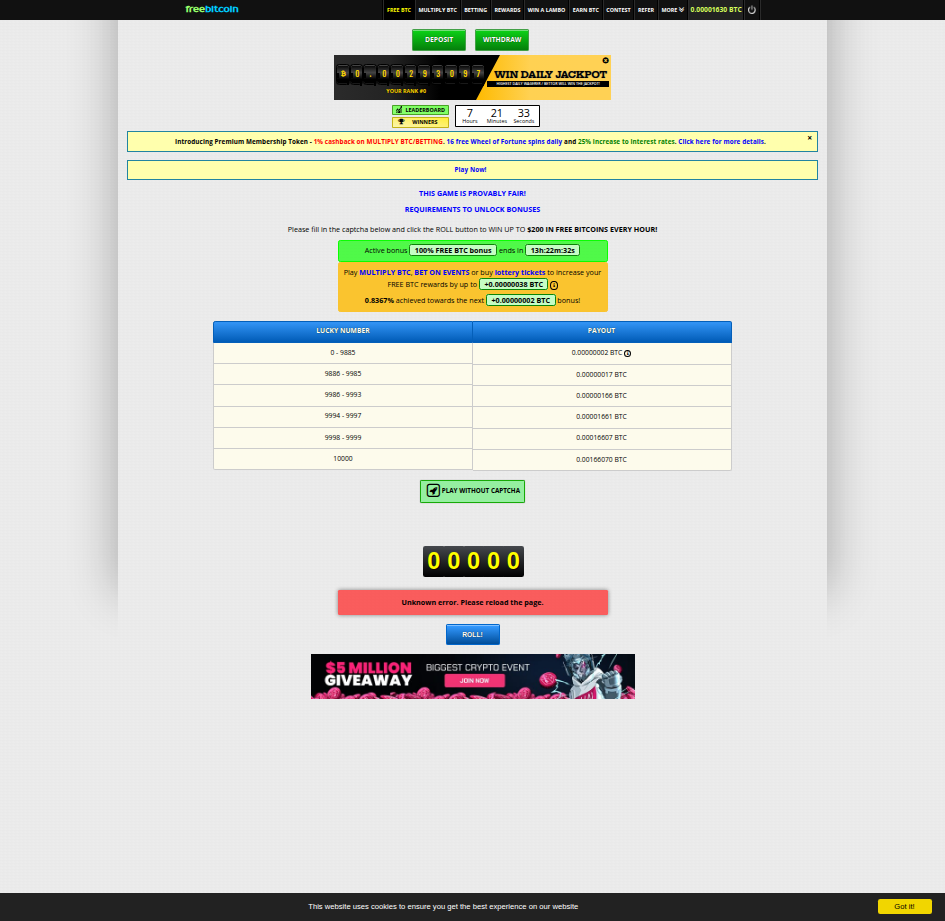 freebitcoin
FREE BTC MULTIPLY BTC BETTING REWARDS WIN A LAMBO EARN BTC CONTEST REFER MORE 0.00001630 BTC
DEPOSIT WITHDRAW
0.00293097
YOUR RANK #0
WIN DAILY JACKPOT
HIGHEST DAILY WAGERER / BETTOR WILL WIN THE JACKPOT!
LEADERBOARD
WINNERS
7 21 33
Hours Minutes Seconds
Introducing Premium Membership Token - 1% cashback on MULTIPLY BTC/BETTING. 16 free Wheel of Fortune spins daily and 25% increase to interest rates. Click here for more details.
Play Now!
THIS GAME IS PROVABLY FAIR!
REQUIREMENTS TO UNLOCK BONUSES
Please fill in the captcha below and click the ROLL button to WIN UP TO $200 IN FREE BITCOINS EVERY HOUR!
Active bonus 100% FREE BTC bonus ends in 13h:22m:32s
Play MULTIPLY BTC, BET ON EVENTS or buy lottery tickets to increase your
FREE BTC rewards by up to +0.00000038 BTC
0.8367% achieved towards the next +0.00000002 BTC bonus!
LUCKY NUMBER PAYOUT
0 - 9885 0.00000002 BTC
9886 - 9985 0.00000017 BTC
9986 - 9993 0.00000166 BTC
9994 - 9997 0.00001661 BTC
9998 - 9999 0.00016607 BTC
10000 0.00166070 BTC
PLAY WITHOUT CAPTCHA
0 0 0 0 0
Unknown error. Please reload the page.
ROLL!
$5 MILLION
GIVEAWAY
BIGGEST CRYPTO EVENT
JOIN NOW
This website uses cookies to ensure you get the best experience on our website
Got it!